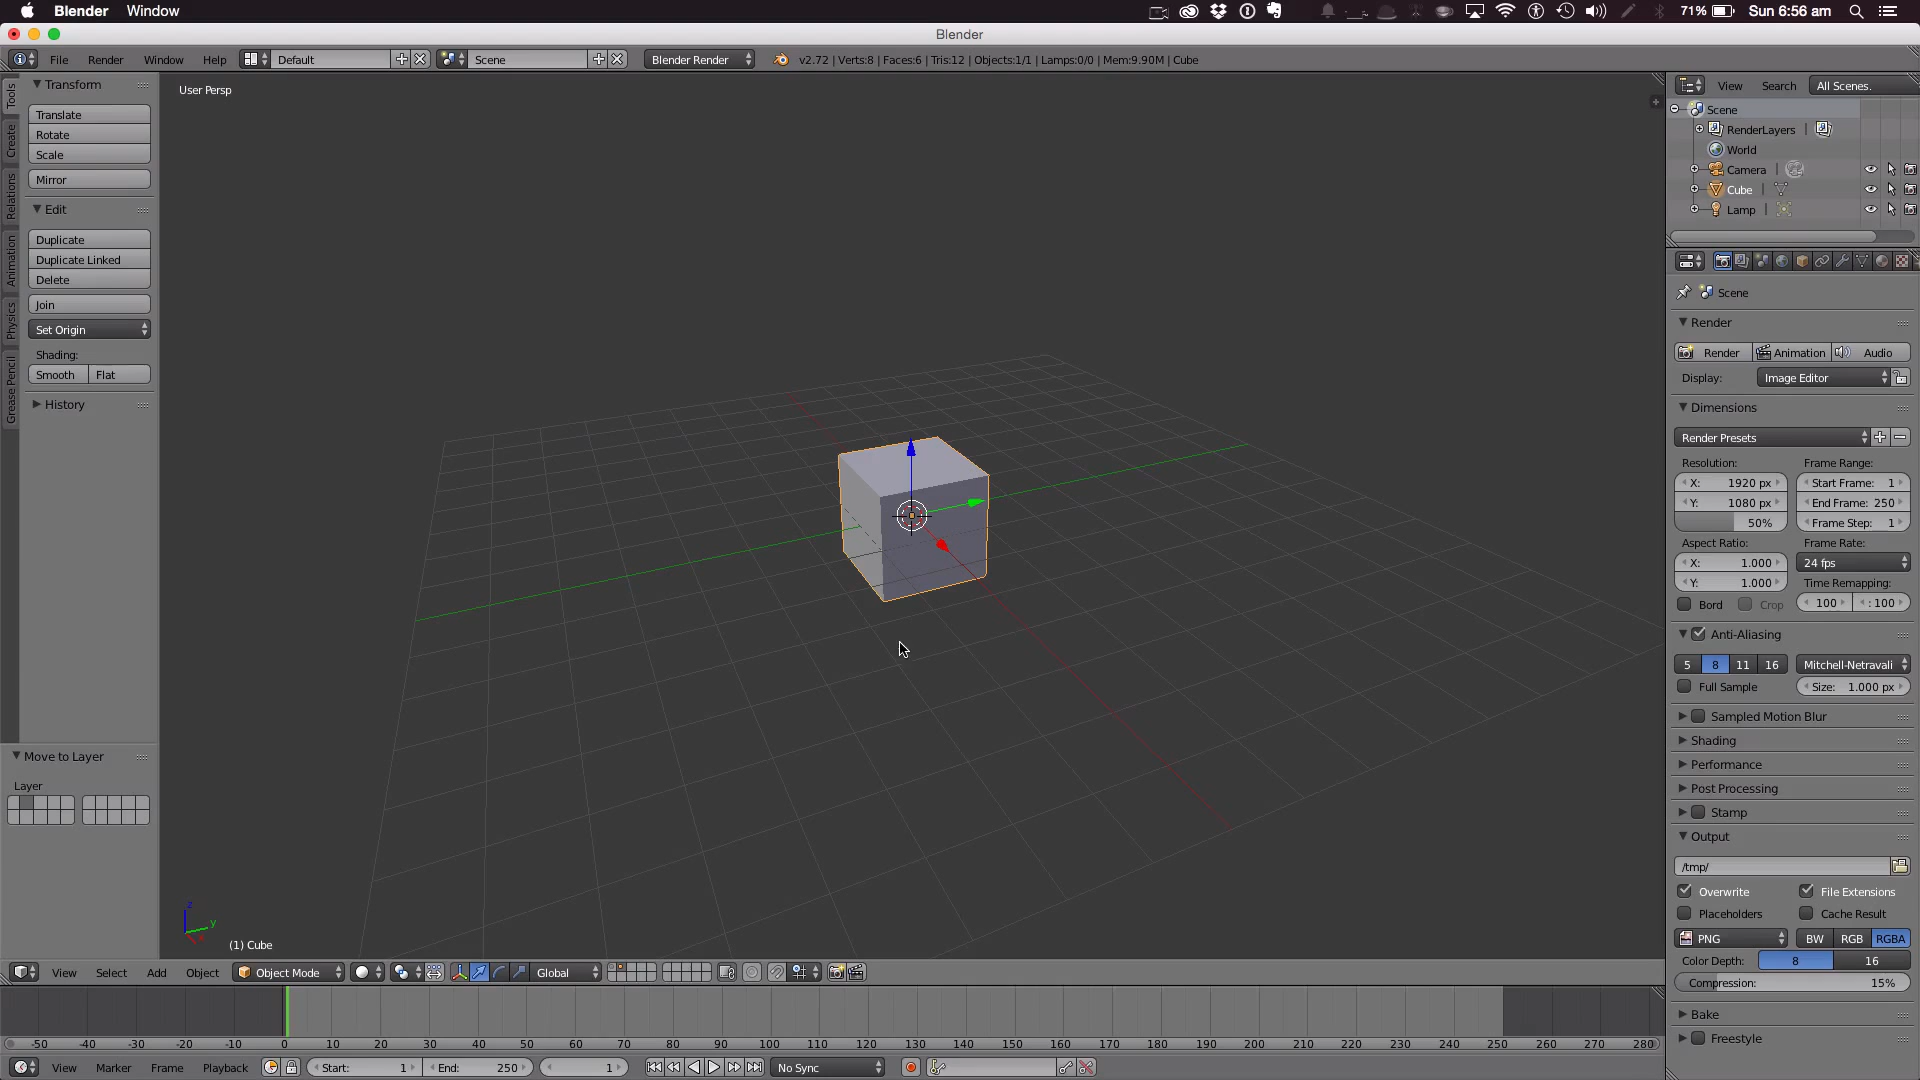 Blender Window 71% Sun 6:56 am
Blender
File Render Window Help Default Scene Blender Render v2.72 | Verts:8 | Faces:6 | Tris:12 | Objects:1/1 | Lamps:0/0 | Mem:9.90M | Cube
Tools
Create
Relations
Animation
Physics
Grease Pencil
Transform
Translate
Rotate
Scale
Mirror
Edit
Duplicate
Duplicate Linked
Delete
Join
Set Origin
Shading:
Smooth Flat
History
Move to Layer
Layer
User Persp
z
y
x
(1) Cube
View Search All Scenes.
Scene
RenderLayers |
World
Camera |
Cube |
Lamp |
Scene
Render
Render Animation Audio
Display: Image Editor
Dimensions
Render Presets
Resolution: Frame Range:
X: 1920 px Start Frame: 1
Y: 1080 px End Frame: 250
50% Frame Step: 1
Aspect Ratio: Frame Rate:
X: 1.000 24 fps
Y: 1.000 Time Remapping:
Bord Crop 100 : 100
Anti-Aliasing
5 8 11 16 Mitchell-Netravali
Full Sample Size: 1.000 px
Sampled Motion Blur
Shading
Performance
Post Processing
Stamp
Output
/tmp/
Overwrite File Extensions
Placeholders Cache Result
PNG BW RGB RGBA
Color Depth: 8 16
Compression: 15%
Bake
Freestyle
View Select Add Object Object Mode Global
-50 -40 -30 -20 -10 0 10 20 30 40 50 60 70 80 90 100 110 120 130 140 150 160 170 180 190 200 210 220 230 240 250 260 270 280
View Marker Frame Playback Start: 1 End: 250 1 No Sync